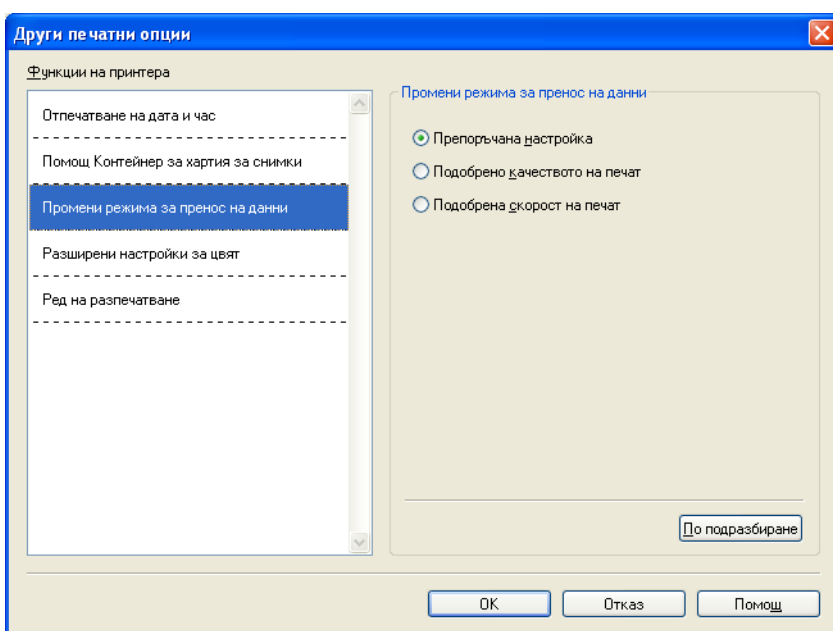 Други печатни опции
Функции на принтера
Отпечатване на дата и час
Помощ Контейнер за хартия за снимки
Промени режима за пренос на данни
Разширени настройки за цвят
Ред на разпечатване
Промени режима за пренос на данни
Препоръчана настройка
Подобрено качеството на печат
Подобрена скорост на печат
По подразбиране
OK
Отказ
Помощ